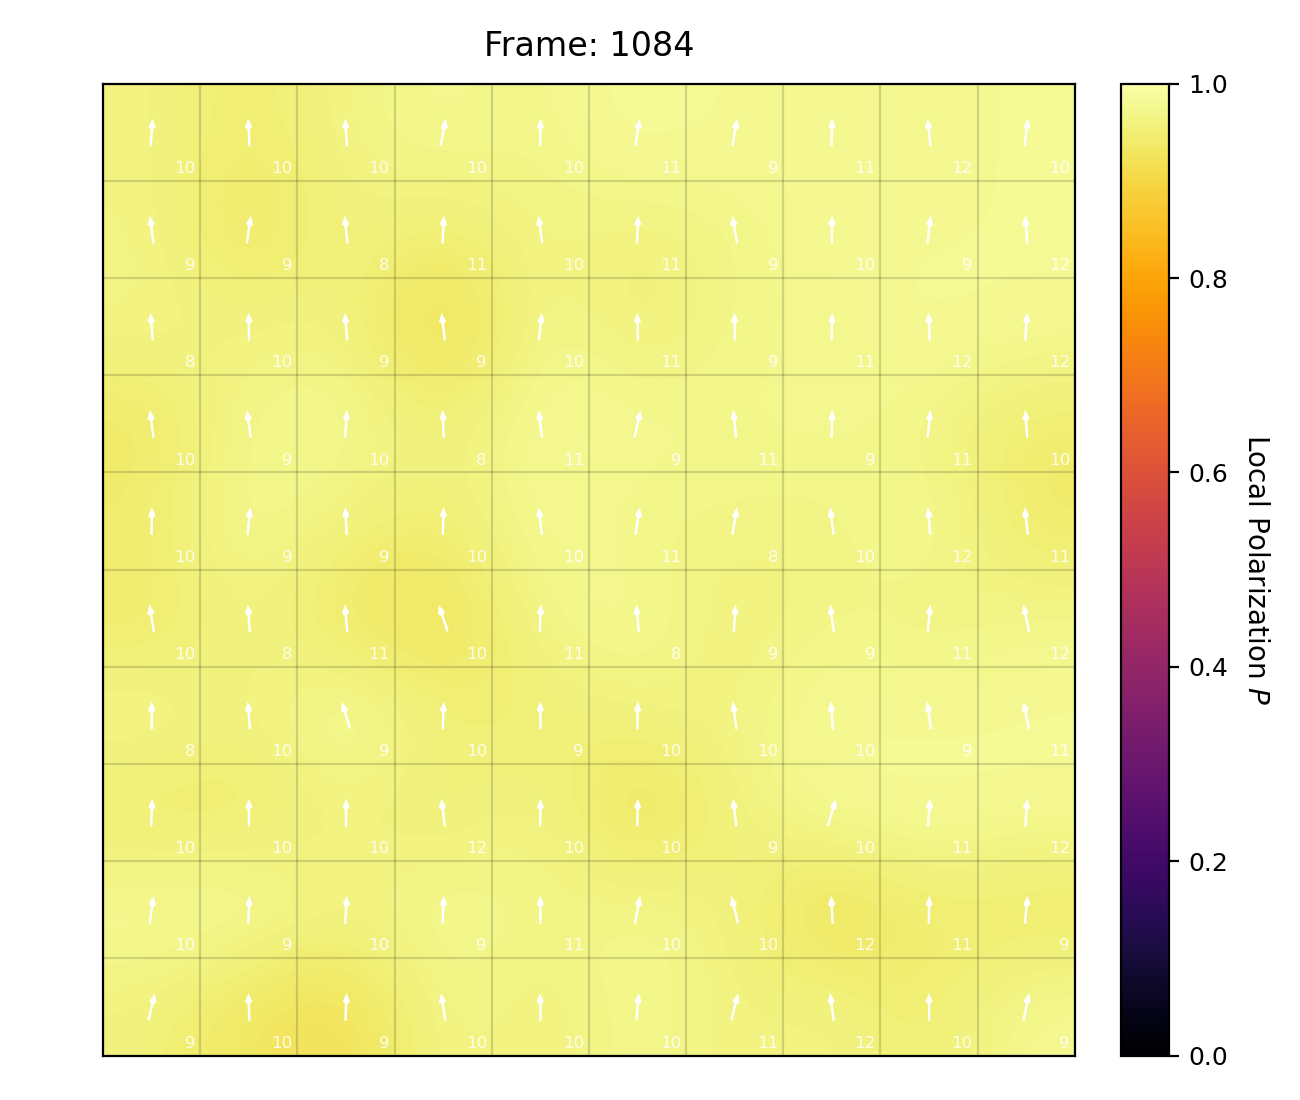 Frame: 1084
10 10 10 10 10 11 9 11 12 10
9 9 8 11 10 11 9 10 9 12
8 10 9 9 10 11 9 11 12 12
10 9 10 8 11 9 11 9 11 10
10 9 9 10 10 11 8 10 12 11
10 8 11 10 11 8 9 9 11 12
8 10 9 10 9 10 10 10 9 11
10 10 10 12 10 10 9 10 11 12
10 9 10 9 11 10 10 12 11 9
9 10 9 10 10 10 11 12 10 9
1.0
0.8
0.6
0.4
0.2
0.0
Local Polarization P